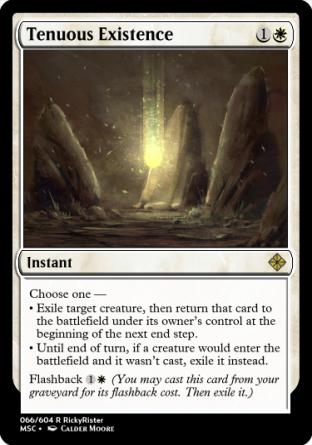 Tenuous Existence 1
Instant
Choose one —
• Exile target creature, then return that card to
the battlefield under its owner's control at the
beginning of the next end step.
• Until end of turn, if a creature would enter the
battlefield and it wasn't cast, exile it instead.
Flashback 1 (You may cast this card from your
graveyard for its flashback cost. Then exile it.)
066/604 R RickyRister
MSC • CALDER MOORE